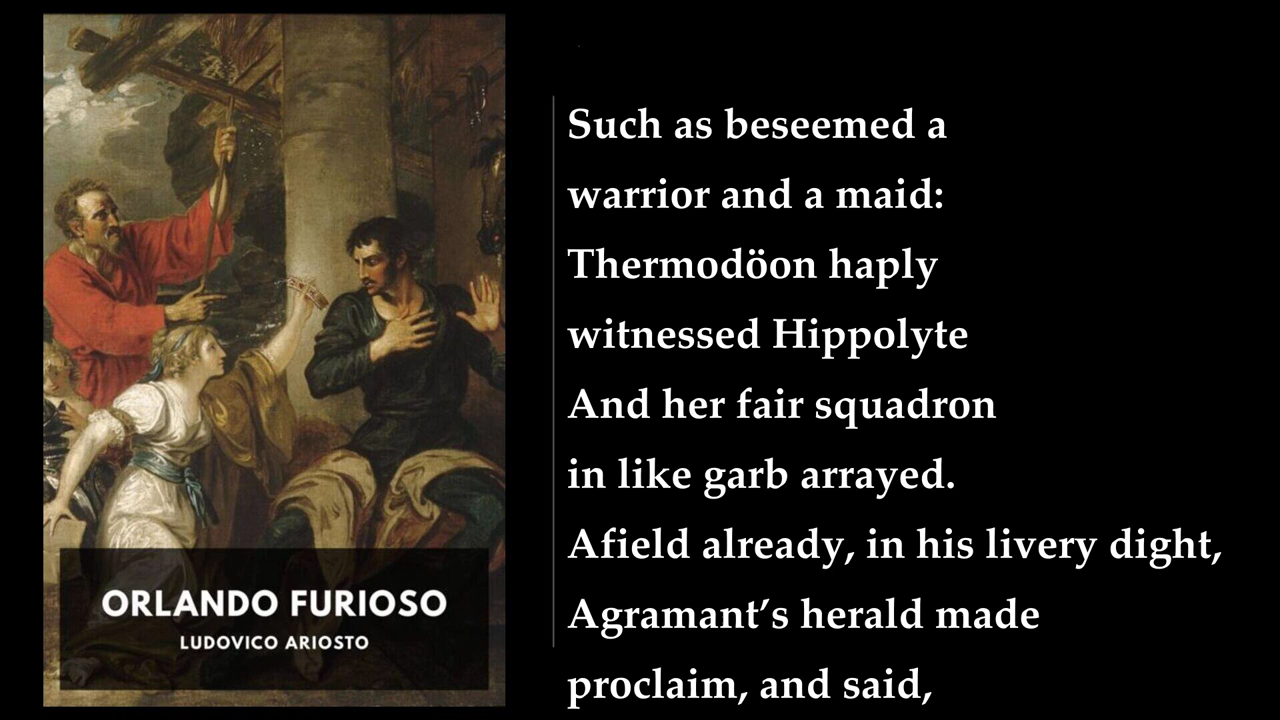 ORLANDO FURIOSO
LUDOVICO ARIOSTO
Such as beseemed a
warrior and a maid:
Thermodöon haply
witnessed Hippolyte
And her fair squadron
in like garb arrayed.
Afield already, in his livery dight,
Agramant’s herald made
proclaim, and said,